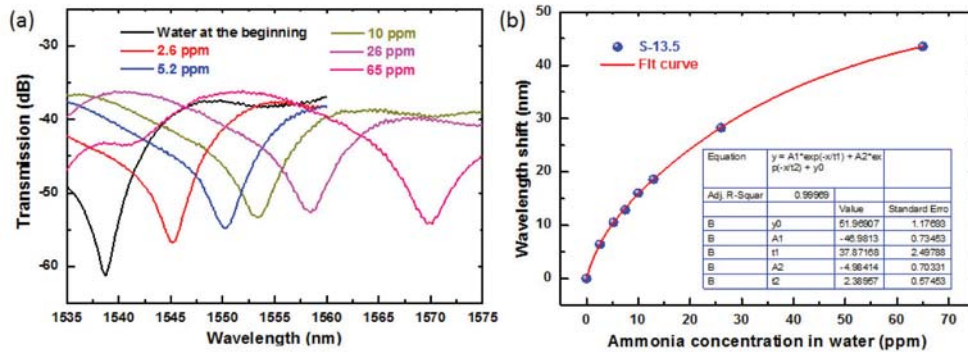 (a)
-30
-40
-50
-60
Transmission (dB)
Water at the beginning
2.6 ppm
5.2 ppm
10 ppm
26 ppm
65 ppm
1535 1540 1545 1550 1555 1560 1565 1570 1575
Wavelength (nm)
(b)
50
40
30
20
10
0
Wavelength shift (nm)
S-13.5
Fit curve
Equation y = A1*exp(-x/t1) + A2*ex
p(-x/t2) + y0
Adj. R-Squar 0.99969
Value Standard Erro
B y0 51.96907 1.17693
B A1 -46.9813 0.73453
B t1 37.87168 2.49788
B A2 -4.98414 0.70331
B t2 2.38957 0.57453
0 10 20 30 40 50 60 70
Ammonia concentration in water (ppm)